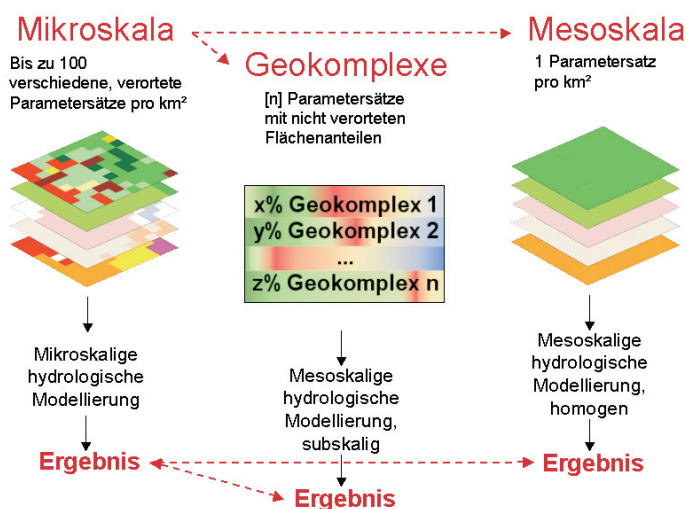 Mikroskala
Bis zu 100
verschiedene, verortete
Parametersätze pro km²
Geokomplexe
[n] Parametersätze
mit nicht verorteten
Flächenanteilen
Mesoskala
1 Parametersatz
pro km²
x% Geokomplex 1
y% Geokomplex 2
...
z% Geokomplex n
Mikroskalige
hydrologische
Modellierung
Mesoskalige
hydrologische
Modellierung,
subskalig
Mesoskalige
hydrologische
Modellierung,
homogen
Ergebnis
Ergebnis
Ergebnis